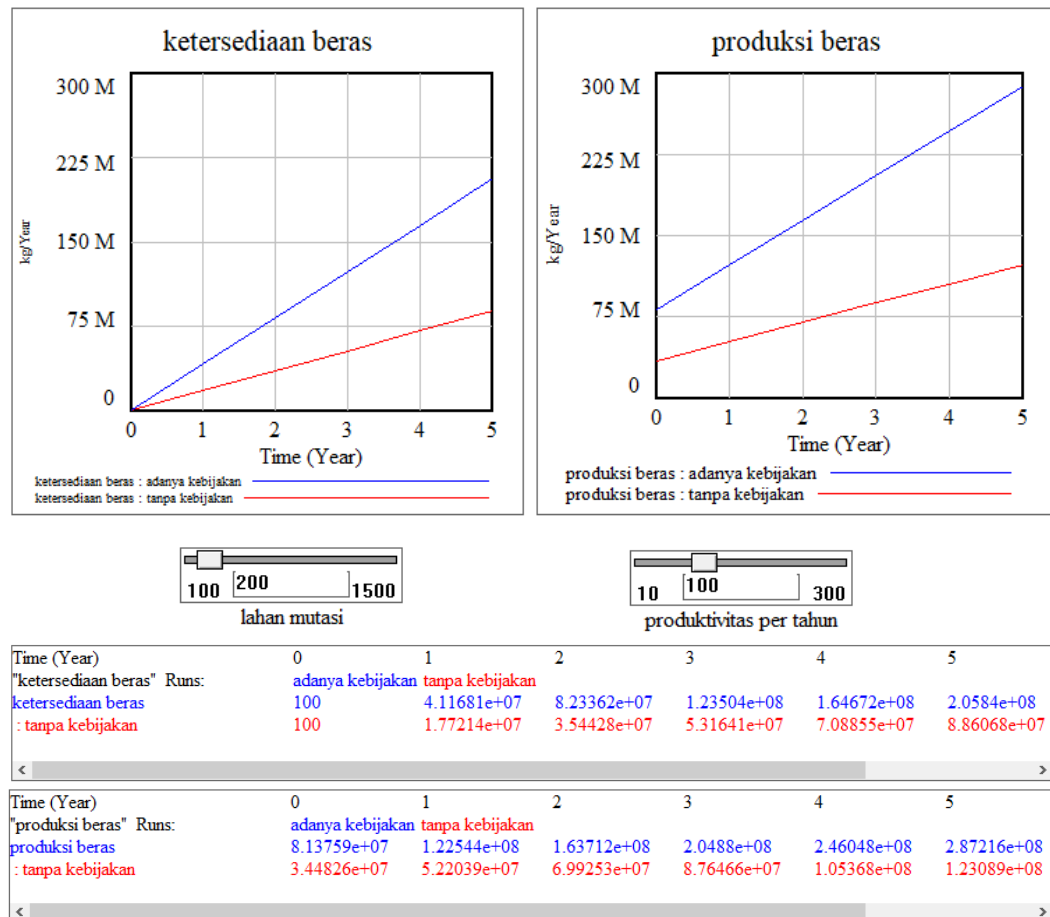 ketersediaan beras
300 M
225 M
150 M
75 M
0
kg/Year
0 1 2 3 4 5
Time (Year)
ketersediaan beras : adanya kebijakan
ketersediaan beras : tanpa kebijakan
produksi beras
300 M
225 M
150 M
75 M
0
kg/Year
0 1 2 3 4 5
Time (Year)
produksi beras : adanya kebijakan
produksi beras : tanpa kebijakan
100 200 1500
lahan mutasi
10 100 300
produktivitas per tahun
Time (Year) 0 1 2 3 4 5
"ketersediaan beras" Runs: adanya kebijakan tanpa kebijakan
ketersediaan beras 100 4.11681e+07 8.23362e+07 1.23504e+08 1.64672e+08 2.0584e+08
: tanpa kebijakan 100 1.77214e+07 3.54428e+07 5.31641e+07 7.08855e+07 8.86068e+07
Time (Year) 0 1 2 3 4 5
"produksi beras" Runs: adanya kebijakan tanpa kebijakan
produksi beras 8.13759e+07 1.22544e+08 1.63712e+08 2.0488e+08 2.46048e+08 2.87216e+08
: tanpa kebijakan 3.44826e+07 5.22039e+07 6.99253e+07 8.76466e+07 1.05368e+08 1.23089e+08